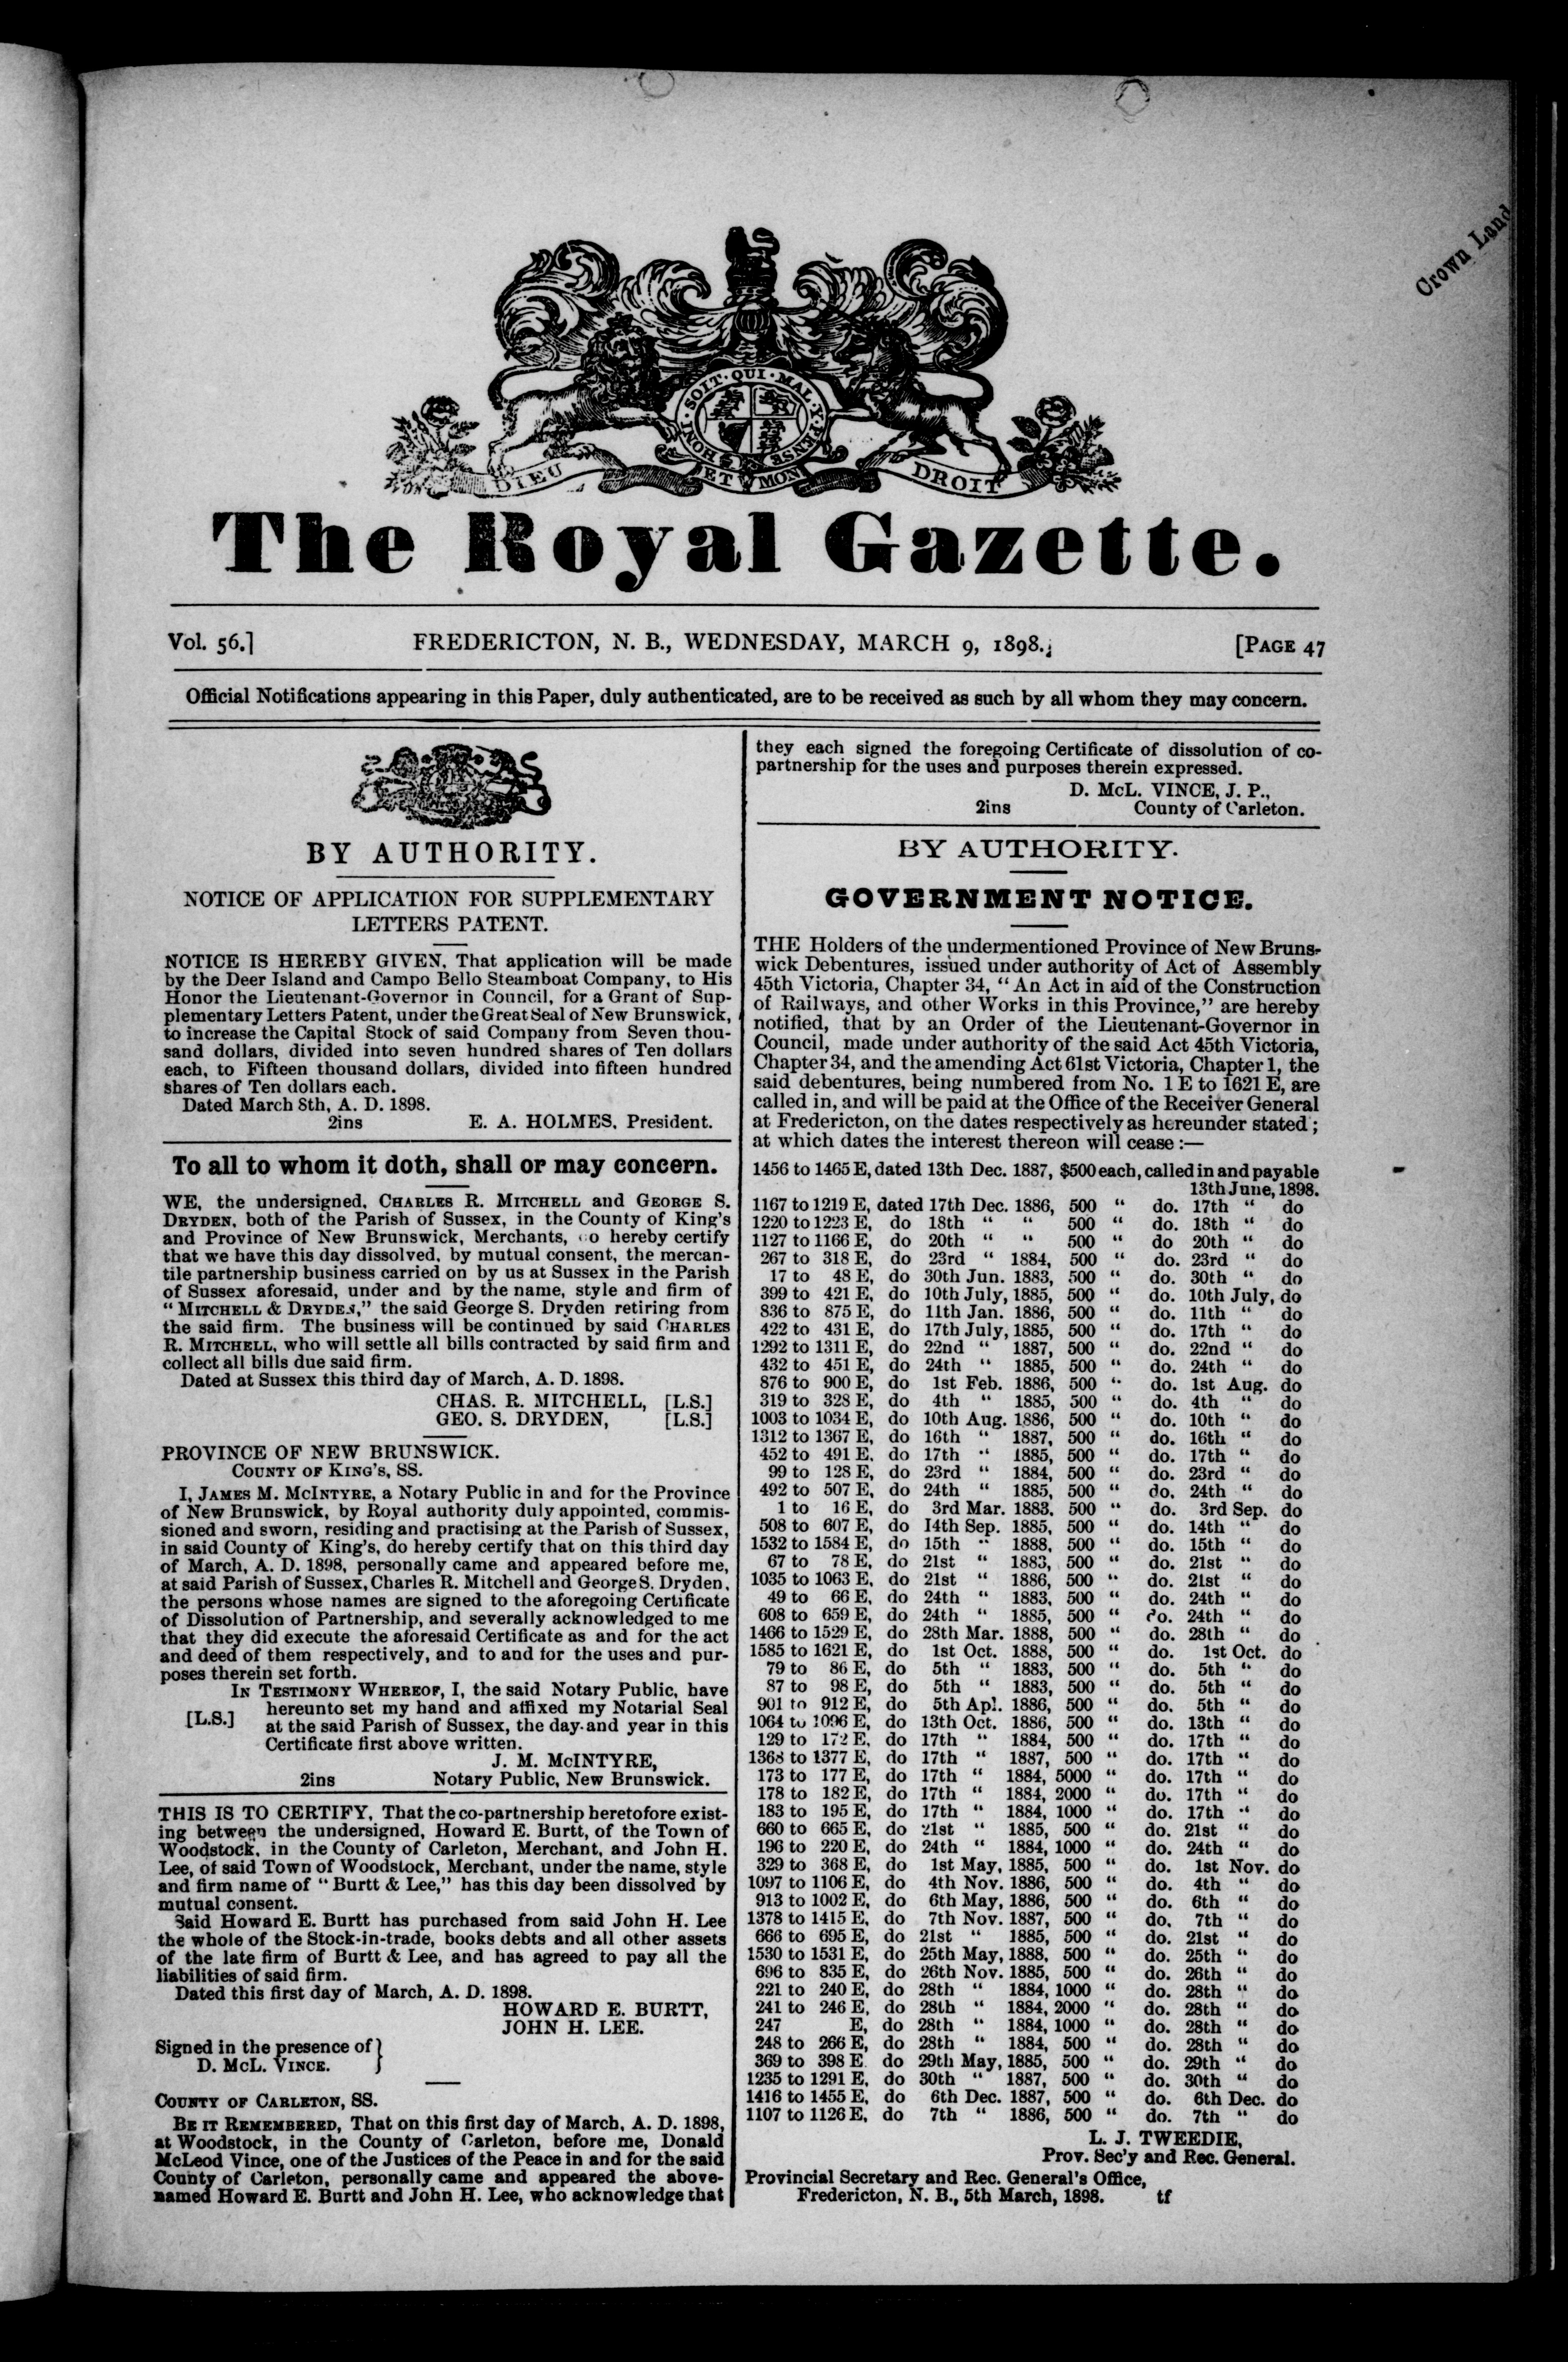 Crown Land
HONI · SOIT · QUI · MAL · Y · PENSE
DIEU ET MON DROIT
The Royal Gazette.
Vol. 56.] FREDERICTON, N. B., WEDNESDAY, MARCH 9, 1898. [PAGE 47
Official Notifications appearing in this Paper, duly authenticated, are to be received as such by all whom they may concern.
BY AUTHORITY.
NOTICE OF APPLICATION FOR SUPPLEMENTARY
LETTERS PATENT.
NOTICE IS HEREBY GIVEN, That application will be made
by the Deer Island and Campo Bello Steamboat Company, to His
Honor the Lieutenant-Governor in Council, for a Grant of Sup-
plementary Letters Patent, under the Great Seal of New Brunswick,
to increase the Capital Stock of said Company from Seven thou-
sand dollars, divided into seven hundred shares of Ten dollars
each, to Fifteen thousand dollars, divided into fifteen hundred
shares of Ten dollars each.
Dated March 8th, A. D. 1898.
2ins E. A. HOLMES, President.
To all to whom it doth, shall or may concern.
WE, the undersigned, CHARLES R. MITCHELL and GEORGE S.
DRYDEN, both of the Parish of Sussex, in the County of King's
and Province of New Brunswick, Merchants, do hereby certify
that we have this day dissolved, by mutual consent, the mercan-
tile partnership business carried on by us at Sussex in the Parish
of Sussex aforesaid, under and by the name, style and firm of
"MITCHELL & DRYDEN," the said George S. Dryden retiring from
the said firm. The business will be continued by said CHARLES
R. MITCHELL, who will settle all bills contracted by said firm and
collect all bills due said firm.
Dated at Sussex this third day of March, A. D. 1898.
CHAS. R. MITCHELL, [L.S.]
GEO. S. DRYDEN, [L.S.]
PROVINCE OF NEW BRUNSWICK.
COUNTY OF KING'S, SS.
I, JAMES M. MCINTYRE, a Notary Public in and for the Province
of New Brunswick, by Royal authority duly appointed, commis-
sioned and sworn, residing and practising at the Parish of Sussex,
in said County of King's, do hereby certify that on this third day
of March, A. D. 1898, personally came and appeared before me,
at said Parish of Sussex, Charles R. Mitchell and George S. Dryden,
the persons whose names are signed to the aforegoing Certificate
of Dissolution of Partnership, and severally acknowledged to me
that they did execute the aforesaid Certificate as and for the act
and deed of them respectively, and to and for the uses and pur-
poses therein set forth.
IN TESTIMONY WHEREOF, I, the said Notary Public, have
hereunto set my hand and affixed my Notarial Seal
[L.S.] at the said Parish of Sussex, the day and year in this
Certificate first above written.
J. M. McINTYRE,
2ins Notary Public, New Brunswick.
THIS IS TO CERTIFY, That the co-partnership heretofore exist-
ing between the undersigned, Howard E. Burtt, of the Town of
Woodstock, in the County of Carleton, Merchant, and John H.
Lee, of said Town of Woodstock, Merchant, under the name, style
and firm name of "Burtt & Lee," has this day been dissolved by
mutual consent.
Said Howard E. Burtt has purchased from said John H. Lee
the whole of the Stock-in-trade, books debts and all other assets
of the late firm of Burtt & Lee, and has agreed to pay all the
liabilities of said firm.
Dated this first day of March, A. D. 1898.
HOWARD E. BURTT,
JOHN H. LEE.
Signed in the presence of }
D. McL. VINCE.
COUNTY OF CARLETON, SS.
BE IT REMEMBERED, That on this first day of March, A. D. 1898,
at Woodstock, in the County of Carleton, before me, Donald
McLeod Vince, one of the Justices of the Peace in and for the said
County of Carleton, personally came and appeared the above-
named Howard E. Burtt and John H. Lee, who acknowledge that
they each signed the foregoing Certificate of dissolution of co-
partnership for the uses and purposes therein expressed.
D. McL. VINCE, J. P.,
2ins County of Carleton.
BY AUTHORITY.
GOVERNMENT NOTICE.
THE Holders of the undermentioned Province of New Bruns-
wick Debentures, issued under authority of Act of Assembly
45th Victoria, Chapter 34, "An Act in aid of the Construction
of Railways, and other Works in this Province," are hereby
notified, that by an Order of the Lieutenant-Governor in
Council, made under authority of the said Act 45th Victoria,
Chapter 34, and the amending Act 61st Victoria, Chapter 1, the
said debentures, being numbered from No. 1 E to 1621 E, are
called in, and will be paid at the Office of the Receiver General
at Fredericton, on the dates respectively as hereunder stated;
at which dates the interest thereon will cease:—
1456 to 1465 E, dated 13th Dec. 1887, $500 each, called in and payable
13th June, 1898.
1167 to 1219 E, dated 17th Dec. 1886, 500 " do. 17th " do
1220 to 1223 E, do 18th " " 500 " do. 18th " do
1127 to 1166 E, do 20th " " 500 " do 20th " do
267 to 318 E, do 23rd " 1884, 500 " do. 23rd " do
17 to 48 E, do 30th Jun. 1883, 500 " do. 30th " do
399 to 421 E, do 10th July, 1885, 500 " do. 10th July, do
836 to 875 E, do 11th Jan. 1886, 500 " do. 11th " do
422 to 431 E, do 17th July, 1885, 500 " do. 17th " do
1292 to 1311 E, do 22nd " 1887, 500 " do. 22nd " do
432 to 451 E, do 24th " 1885, 500 " do. 24th " do
876 to 900 E, do 1st Feb. 1886, 500 " do. 1st Aug. do
319 to 328 E, do 4th " 1885, 500 " do. 4th " do
1003 to 1034 E, do 10th Aug. 1886, 500 " do. 10th " do
1312 to 1367 E, do 16th " 1887, 500 " do. 16th " do
452 to 491 E, do 17th " 1885, 500 " do. 17th " do
99 to 128 E, do 23rd " 1884, 500 " do. 23rd " do
492 to 507 E, do 24th " 1885, 500 " do. 24th " do
1 to 16 E, do 3rd Mar. 1883, 500 " do. 3rd Sep. do
508 to 607 E, do 14th Sep. 1885, 500 " do. 14th " do
1532 to 1584 E, do 15th " 1888, 500 " do. 15th " do
67 to 78 E, do 21st " 1883, 500 " do. 21st " do
1035 to 1063 E, do 21st " 1886, 500 " do. 21st " do
49 to 66 E, do 24th " 1883, 500 " do. 24th " do
608 to 659 E, do 24th " 1885, 500 " do. 24th " do
1466 to 1529 E, do 28th Mar. 1888, 500 " do. 28th " do
1585 to 1621 E, do 1st Oct. 1888, 500 " do. 1st Oct. do
79 to 86 E, do 5th " 1883, 500 " do. 5th " do
87 to 98 E, do 5th " 1883, 500 " do. 5th " do
901 to 912 E, do 5th Apl. 1886, 500 " do. 5th " do
1064 to 1096 E, do 13th Oct. 1886, 500 " do. 13th " do
129 to 172 E, do 17th " 1884, 500 " do. 17th " do
1368 to 1377 E, do 17th " 1887, 500 " do. 17th " do
173 to 177 E, do 17th " 1884, 5000 " do. 17th " do
178 to 182 E, do 17th " 1884, 2000 " do. 17th " do
183 to 195 E, do 17th " 1884, 1000 " do. 17th " do
660 to 665 E, do 21st " 1885, 500 " do. 21st " do
196 to 220 E, do 24th " 1884, 1000 " do. 24th " do
329 to 368 E, do 1st May, 1885, 500 " do. 1st Nov. do
1097 to 1106 E, do 4th Nov. 1886, 500 " do. 4th " do
913 to 1002 E, do 6th May, 1886, 500 " do. 6th " do
1378 to 1415 E, do 7th Nov. 1887, 500 " do. 7th " do
666 to 695 E, do 21st " 1885, 500 " do. 21st " do
1530 to 1531 E, do 25th May, 1888, 500 " do. 25th " do
696 to 835 E, do 26th Nov. 1885, 500 " do. 26th " do
221 to 240 E, do 28th " 1884, 1000 " do. 28th " do
241 to 246 E, do 28th " 1884, 2000 " do. 28th " do
247 E, do 28th " 1884, 1000 " do. 28th " do
248 to 266 E, do 28th " 1884, 500 " do. 28th " do
369 to 398 E. do 29th May, 1885, 500 " do. 29th " do
1235 to 1291 E, do 30th " 1887, 500 " do. 30th " do
1416 to 1455 E, do 6th Dec. 1887, 500 " do. 6th Dec. do
1107 to 1126 E, do 7th " 1886, 500 " do. 7th " do
L. J. TWEEDIE,
Prov. Sec'y and Rec. General.
Provincial Secretary and Rec. General's Office,
Fredericton, N. B., 5th March, 1898. tf